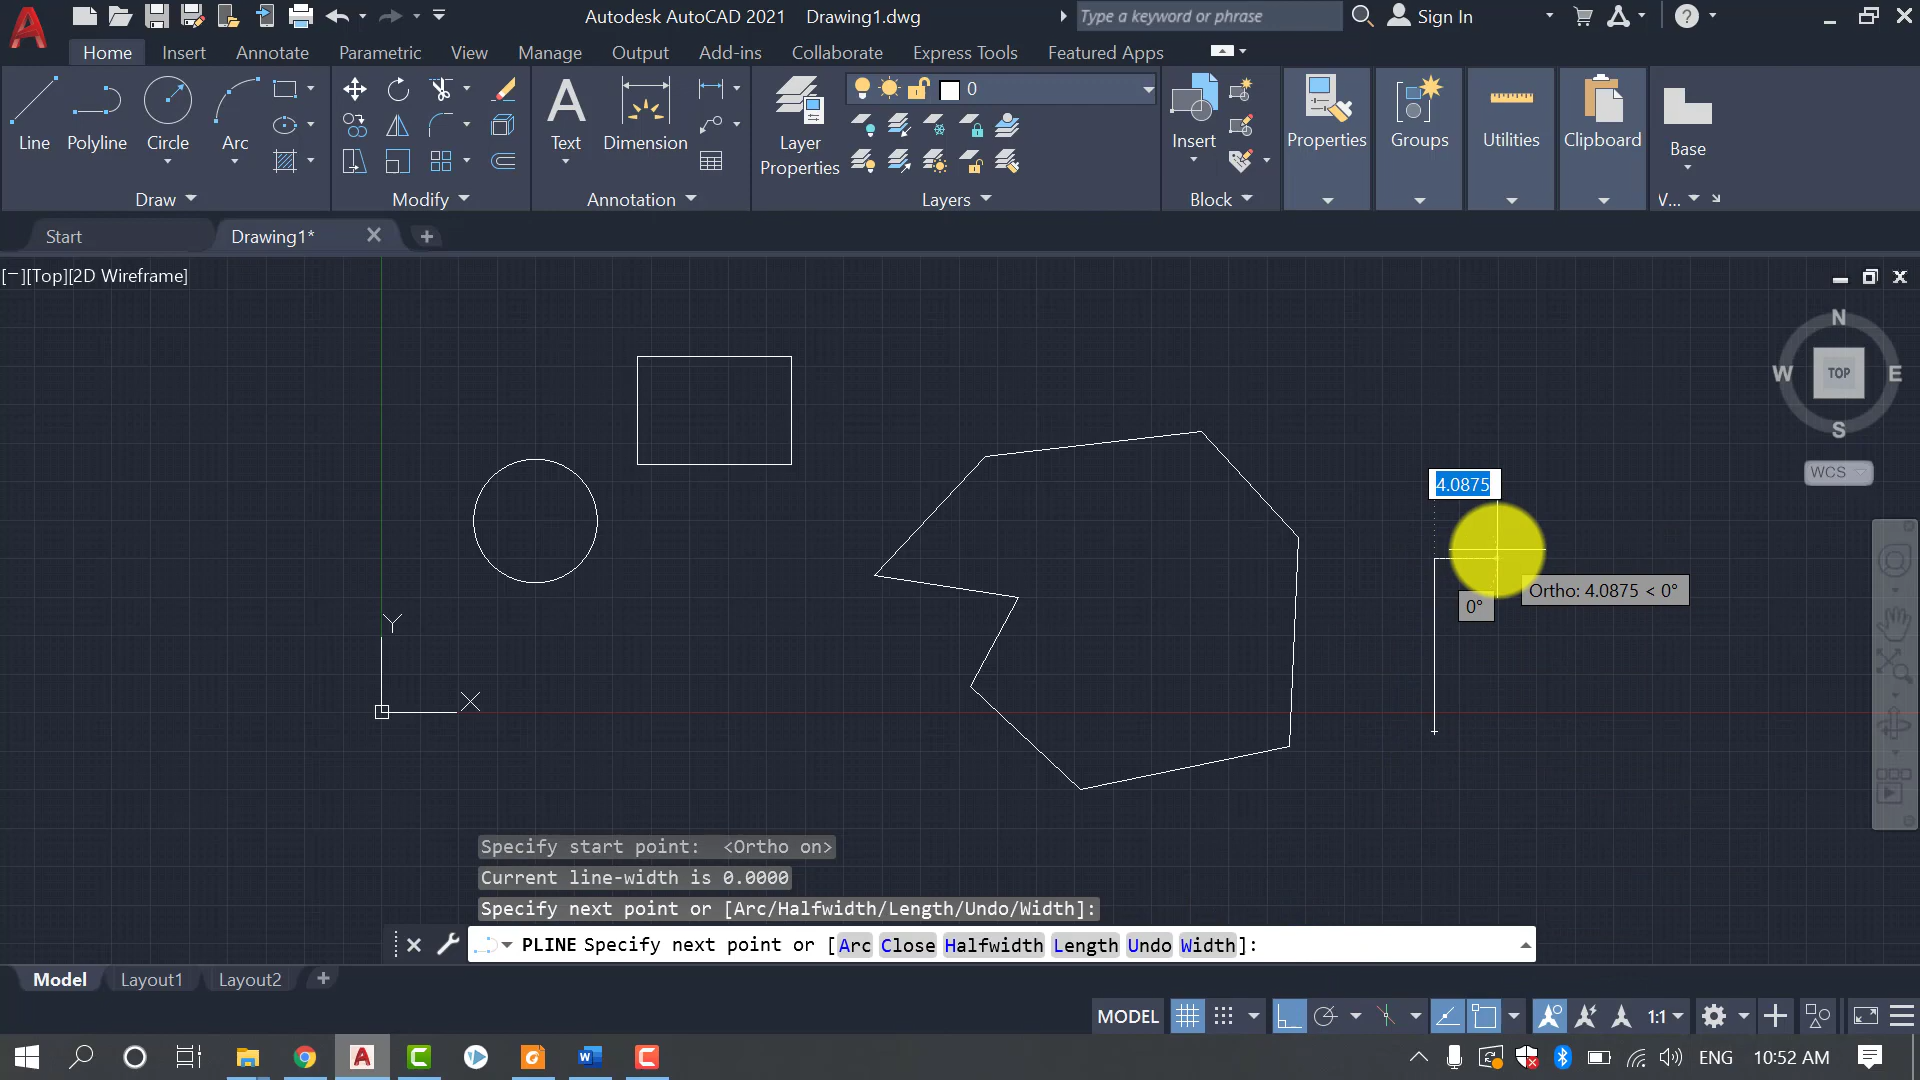 Autodesk AutoCAD 2021 Drawing1.dwg
Type a keyword or phrase
Sign In
Home Insert Annotate Parametric View Manage Output Add-ins Collaborate Express Tools Featured Apps
Line Polyline Circle Arc
Text Dimension
Layer Properties
0
Insert
Properties Groups Utilities Clipboard Base
Draw Modify Annotation Layers Block V...
Start Drawing1*
[−][Top][2D Wireframe]
N
W TOP E
S
WCS
4.0875
Ortho: 4.0875 < 0°
0°
Y
X
Specify start point: <Ortho on>
Current line-width is 0.0000
Specify next point or [Arc/Halfwidth/Length/Undo/Width]:
PLINE Specify next point or [Arc Close Halfwidth Length Undo Width]:
Model Layout1 Layout2
MODEL 1:1
ENG 10:52 AM